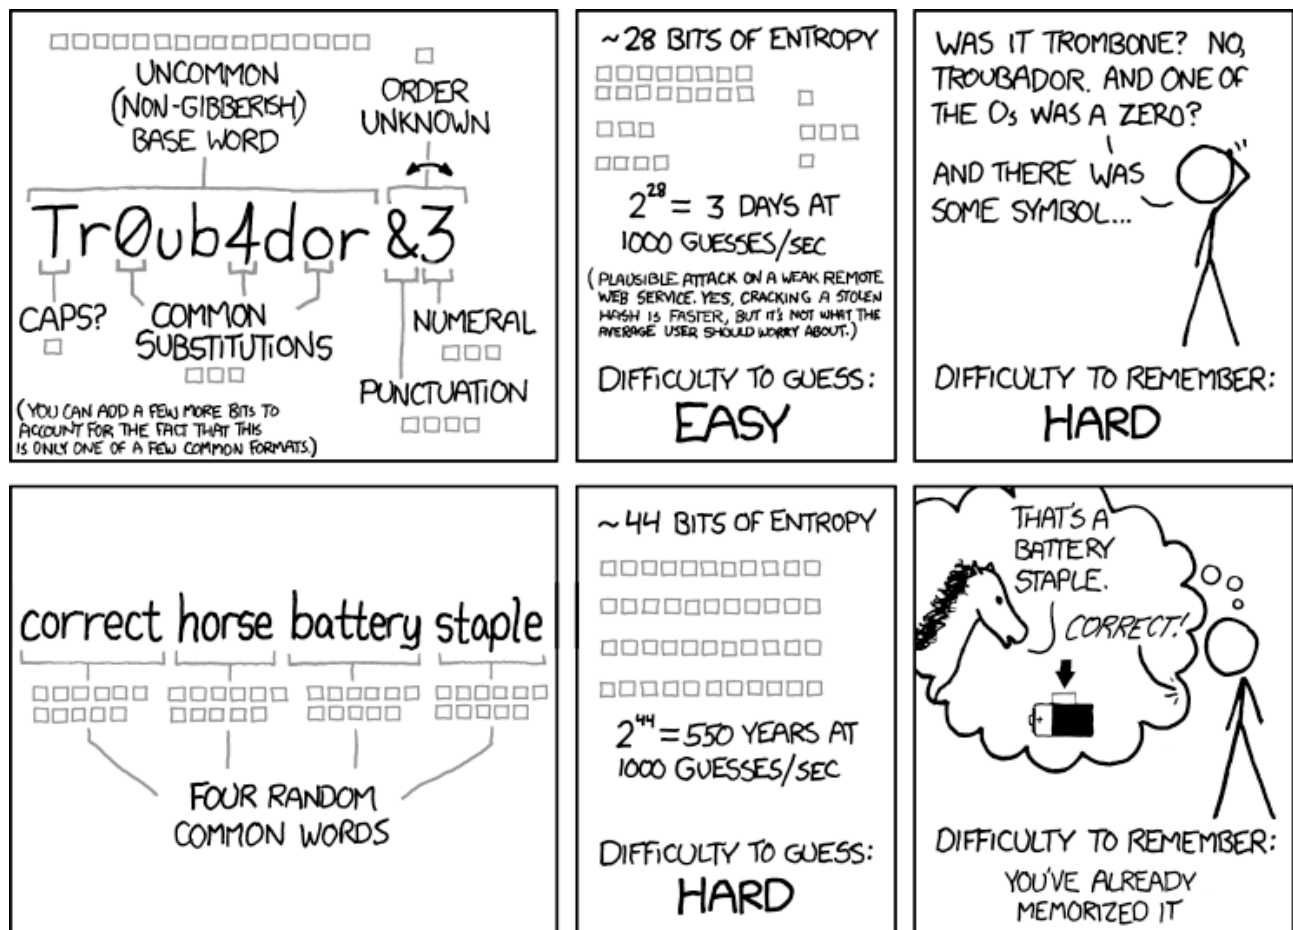 UNCOMMON
(NON-GIBBERISH)
BASE WORD
ORDER
UNKNOWN
Tr0ub4dor &3
CAPS?
COMMON
SUBSTITUTIONS
NUMERAL
PUNCTUATION
(YOU CAN ADD A FEW MORE BITS TO
ACCOUNT FOR THE FACT THAT THIS
IS ONLY ONE OF A FEW COMMON FORMATS.)
~28 BITS OF ENTROPY
2^28 = 3 DAYS AT
1000 GUESSES/SEC
(PLAUSIBLE ATTACK ON A WEAK REMOTE
WEB SERVICE. YES, CRACKING A STOLEN
HASH IS FASTER, BUT IT'S NOT WHAT THE
AVERAGE USER SHOULD WORRY ABOUT.)
DIFFICULTY TO GUESS:
EASY
WAS IT TROMBONE? NO,
TROUBADOR. AND ONE OF
THE Os WAS A ZERO?
AND THERE WAS
SOME SYMBOL...
DIFFICULTY TO REMEMBER:
HARD
correct horse battery staple
FOUR RANDOM
COMMON WORDS
~44 BITS OF ENTROPY
2^44 = 550 YEARS AT
1000 GUESSES/SEC
DIFFICULTY TO GUESS:
HARD
THAT'S A
BATTERY
STAPLE.
CORRECT!
+
DIFFICULTY TO REMEMBER:
YOU'VE ALREADY
MEMORIZED IT